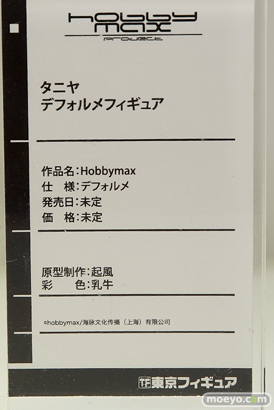 hobby
max
PROJECT
タニヤ
デフォルメフィギュア
作品名:Hobbymax
仕　様:デフォルメ
発売日:未定
価　格:未定
原型制作:起風
彩　　色:乳牛
©hobbymax/海脉文化传播（上海）有限公司
TF 東京フィギュア
moeyo.com